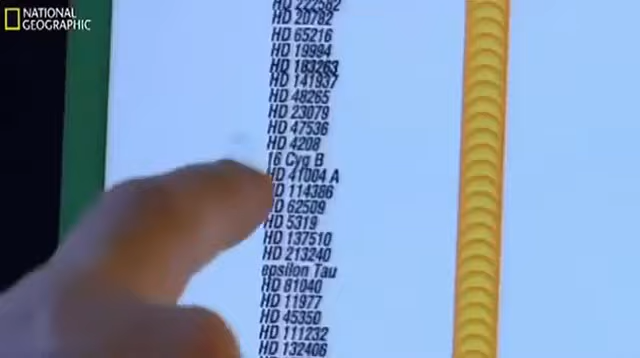 NATIONAL
GEOGRAPHIC
HD 222582
HD 20782
HD 65216
HD 19994
HD 183263
HD 141937
HD 48265
HD 23079
HD 47536
HD 4208
16 Cyg B
HD 41004 A
HD 114386
HD 62509
HD 5319
HD 137510
HD 213240
epsilon Tau
HD 81040
HD 11977
HD 45350
HD 111232
HD 132406